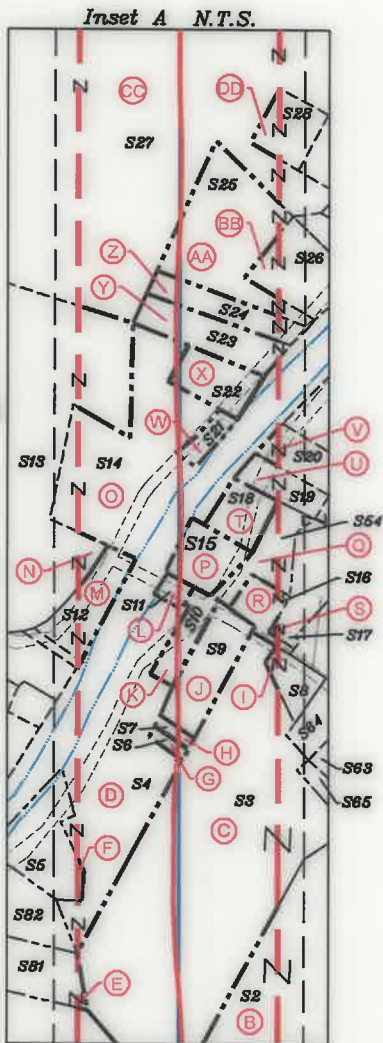 Inset A N.T.S.
Z CC DD S28 Z
S27
S25
Z
BB Z
Z AA S26
Y S24
S23 Z
X Z
Z S22
W S21
S13 S14 V
S20
O U
Z S18 S19 Z
T S54
S15
N P Q
Z M S16
S11 R
S12 L S10 S
S17
Z S9 I Z
K J S8
S64
S7 H
S6 S63
G
S4 S65
D S3
Z C Z
F
S5
S82 Z
S81
E Z
Z S2
B